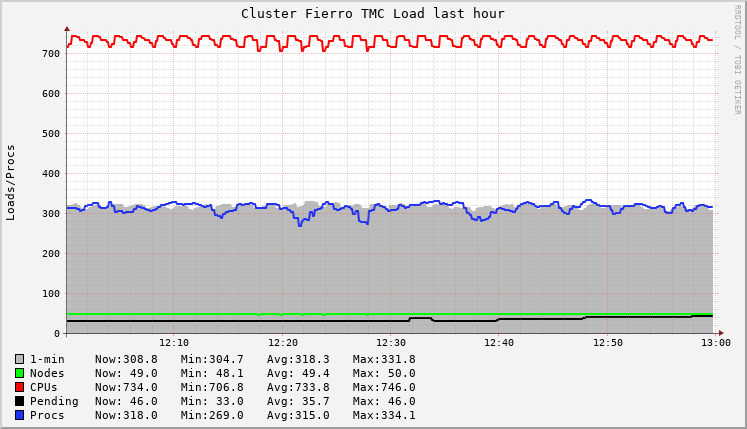 Cluster Fierro TMC Load last hour
RRDTOOL / TOBI OETIKER
Loads/Procs
700
600
500
400
300
200
100
0
12:10 12:20 12:30 12:40 12:50 13:00
1-min Now:308.8 Min:304.7 Avg:318.3 Max:331.8
Nodes Now: 49.0 Min: 48.1 Avg: 49.4 Max: 50.0
CPUs Now:734.0 Min:706.8 Avg:733.8 Max:746.0
Pending Now: 46.0 Min: 33.0 Avg: 35.7 Max: 46.0
Procs Now:318.0 Min:269.0 Avg:315.0 Max:334.1